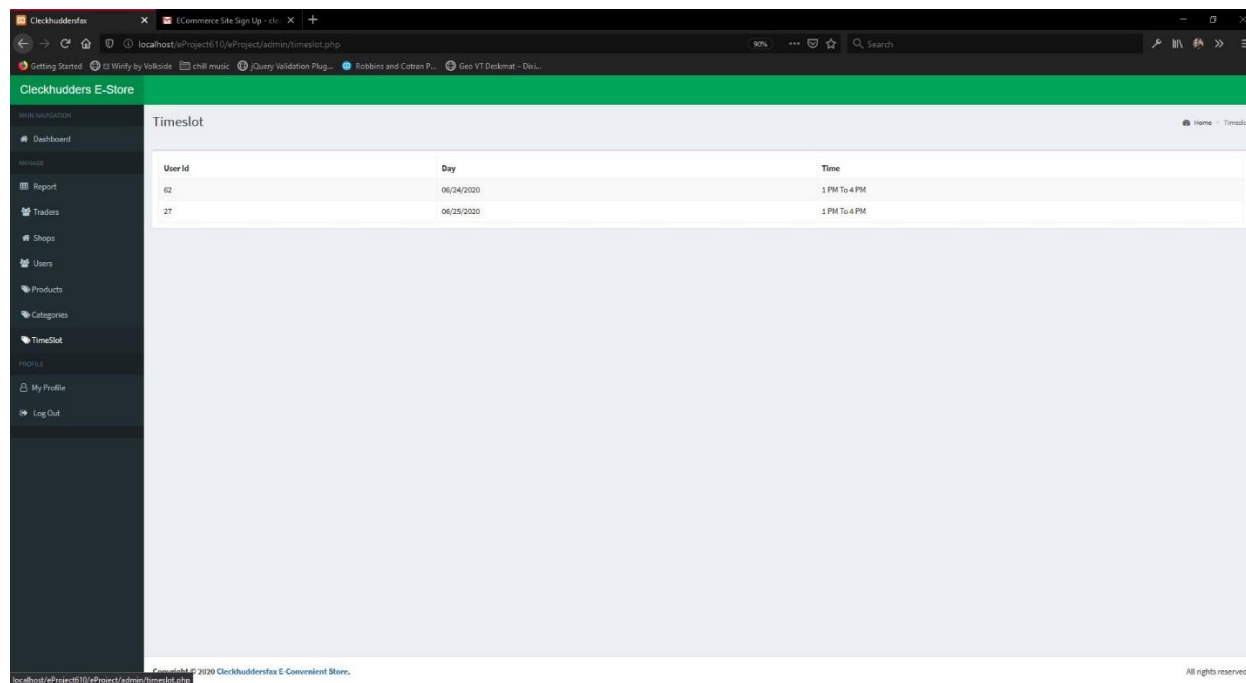 Cleckhuddersfax
ECommerce Site Sign Up - cle
localhost/eProject610/eProject/admin/timeslot.php
90%
Search
Getting Started
Winify by Volkside
chill music
jQuery Validation Plug...
Robbins and Cotran P...
Geo VT Deskmat – Dixi...
Cleckhudders E-Store
MAIN NAVIGATION
Dashboard
MANAGE
Report
Traders
Shops
Users
Products
Categories
TimeSlot
PROFILE
My Profile
Log Out
Timeslot
Home > Timeslo
User Id Day Time
62 06/24/2020 1 PM To 4 PM
27 06/25/2020 1 PM To 4 PM
Copyright © 2020 Cleckhuddersfax E-Convenient Store.
All rights reserved
localhost/eProject610/eProject/admin/timeslot.php